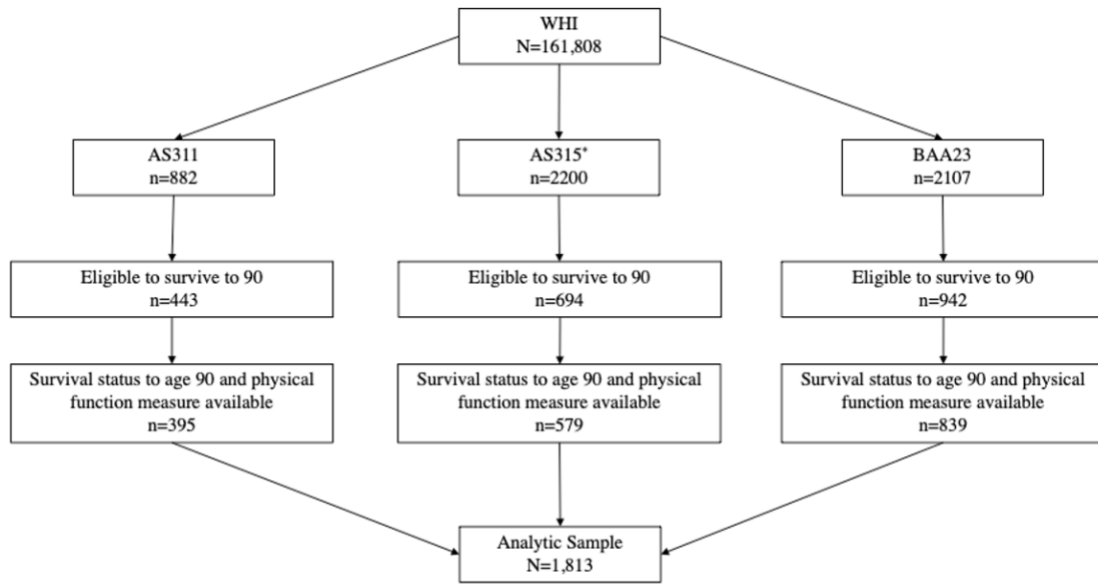 WHI
N=161,808
AS311
n=882
AS315*
n=2200
BAA23
n=2107
Eligible to survive to 90
n=443
Eligible to survive to 90
n=694
Eligible to survive to 90
n=942
Survival status to age 90 and physical
function measure available
n=395
Survival status to age 90 and physical
function measure available
n=579
Survival status to age 90 and physical
function measure available
n=839
Analytic Sample
N=1,813